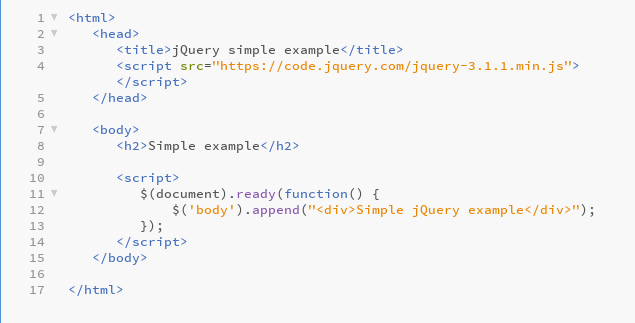 1 <html>
2 <head>
3 <title>jQuery simple example</title>
4 <script src="https://code.jquery.com/jquery-3.1.1.min.js">
</script>
5 </head>
6
7 <body>
8 <h2>Simple example</h2>
9
10 <script>
11 $(document).ready(function() {
12 $('body').append("<div>Simple jQuery example</div>");
13 });
14 </script>
15 </body>
16
17 </html>